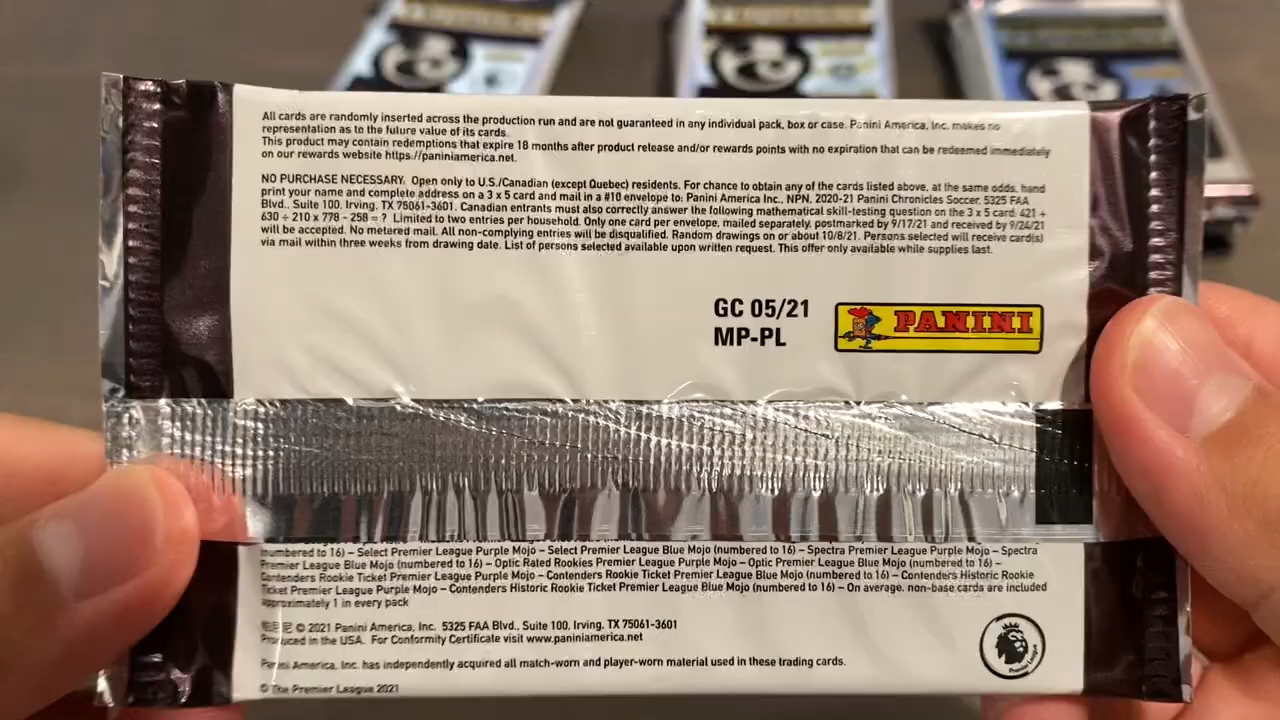 All cards are randomly inserted across the production run and are not guaranteed in any individual pack, box or case. Panini America, Inc. makes no
representation as to the future value of its cards.
This product may contain redemptions that expire 18 months after product release and/or rewards points with no expiration that can be redeemed immediately
on our rewards website https://paniniamerica.net.
NO PURCHASE NECESSARY. Open only to U.S./Canadian (except Quebec) residents. For chance to obtain any of the cards listed above, at the same odds, hand
print your name and complete address on a 3 x 5 card and mail in a #10 envelope to: Panini America Inc., NPN, 2020-21 Panini Chronicles Soccer, 5325 FAA
Blvd., Suite 100, Irving, TX 75061-3601. Canadian entrants must also correctly answer the following mathematical skill-testing question on the 3 x 5 card: 421 +
630 ÷ 210 x 778 - 258 = ? Limited to two entries per household. Only one card per envelope, mailed separately, postmarked by 9/17/21 and received by 9/24/21
will be accepted. No metered mail. All non-complying entries will be disqualified. Random drawings on or about 10/8/21. Persons selected will receive card(s)
via mail within three weeks from drawing date. List of persons selected available upon written request. This offer only available while supplies last.
GC 05/21
MP-PL
PANINI
numbered to 16) – Select Premier League Purple Mojo – Select Premier League Blue Mojo (numbered to 16) – Spectra Premier League Purple Mojo – Spectra
Premier League Blue Mojo (numbered to 16) – Optic Rated Rookies Premier League Purple Mojo – Optic Premier League Blue Mojo (numbered to 16) –
Contenders Rookie Ticket Premier League Purple Mojo – Contenders Rookie Ticket Premier League Blue Mojo (numbered to 16) – Contenders Historic Rookie
Ticket Premier League Purple Mojo – Contenders Historic Rookie Ticket Premier League Blue Mojo (numbered to 16) – On average, non-base cards are included
approximately 1 in every pack
© 2021 Panini America, Inc. 5325 FAA Blvd., Suite 100, Irving, TX 75061-3601
Produced in the USA. For Conformity Certificate visit www.paniniamerica.net
Panini America, Inc. has independently acquired all match-worn and player-worn material used in these trading cards.
© The Premier League 2021
Premier League